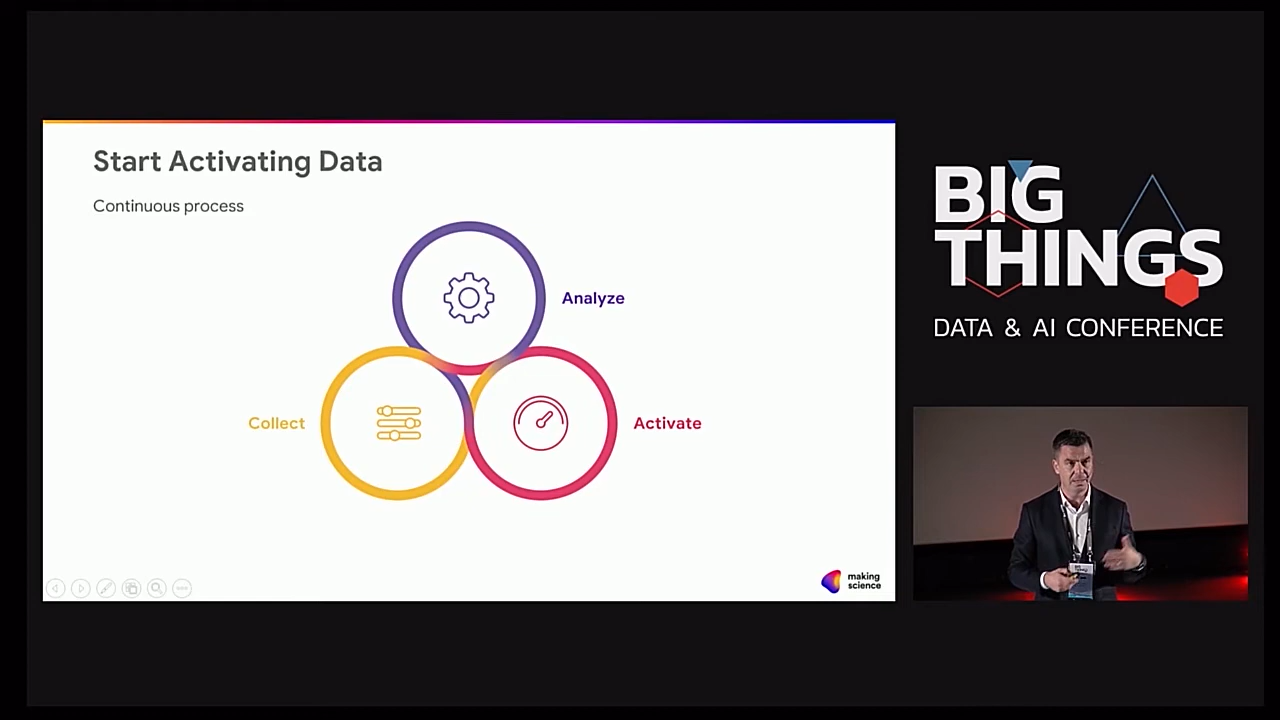 Start Activating Data
Continuous process
Analyze
Collect
Activate
making
science
BIG
THINGS
DATA & AI CONFERENCE